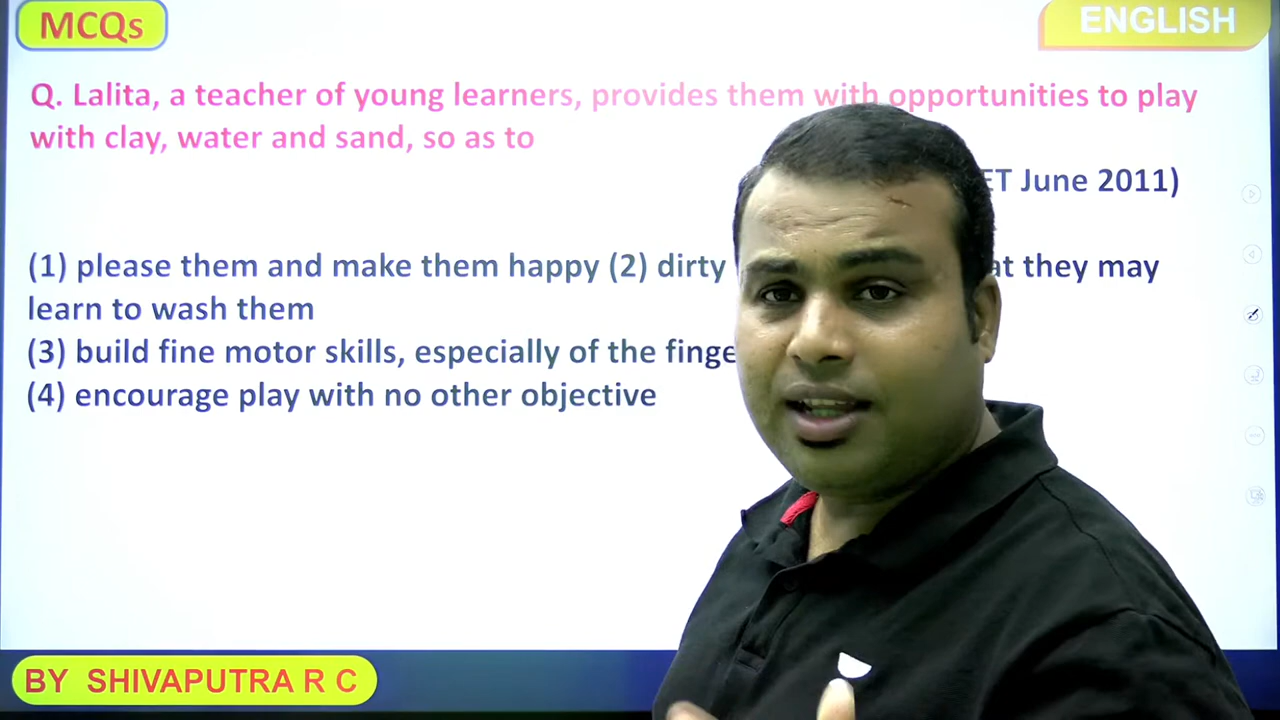 MCQs
ENGLISH
Q. Lalita, a teacher of young learners, provides them with opportunities to play
with clay, water and sand, so as to
ET June 2011)
(1) please them and make them happy (2) dirty at they may
learn to wash them
(3) build fine motor skills, especially of the finge
(4) encourage play with no other objective
BY SHIVAPUTRA R C